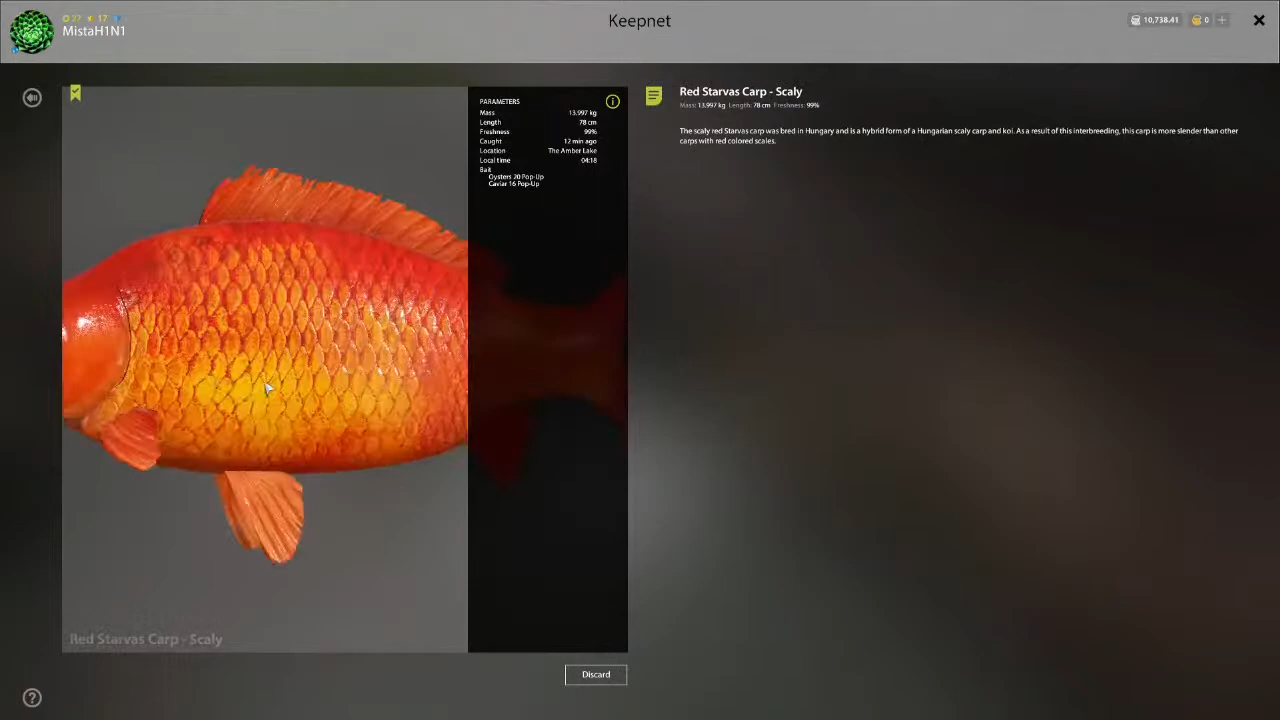 27 17
MistaH1N1
Keepnet
10,738.41 0 +
PARAMETERS
Mass 13.997 kg
Length 78 cm
Freshness 99%
Caught 12 min ago
Location The Amber Lake
Local time 04:18
Bait
Oysters 20 Pop-Up
Caviar 16 Pop-Up
Red Starvas Carp - Scaly
Discard
Red Starvas Carp - Scaly
Mass: 13.997 kg Length: 78 cm Freshness: 99%
The scaly red Starvas carp was bred in Hungary and is a hybrid form of a Hungarian scaly carp and koi. As a result of this interbreeding, this carp is more slender than other
carps with red colored scales.